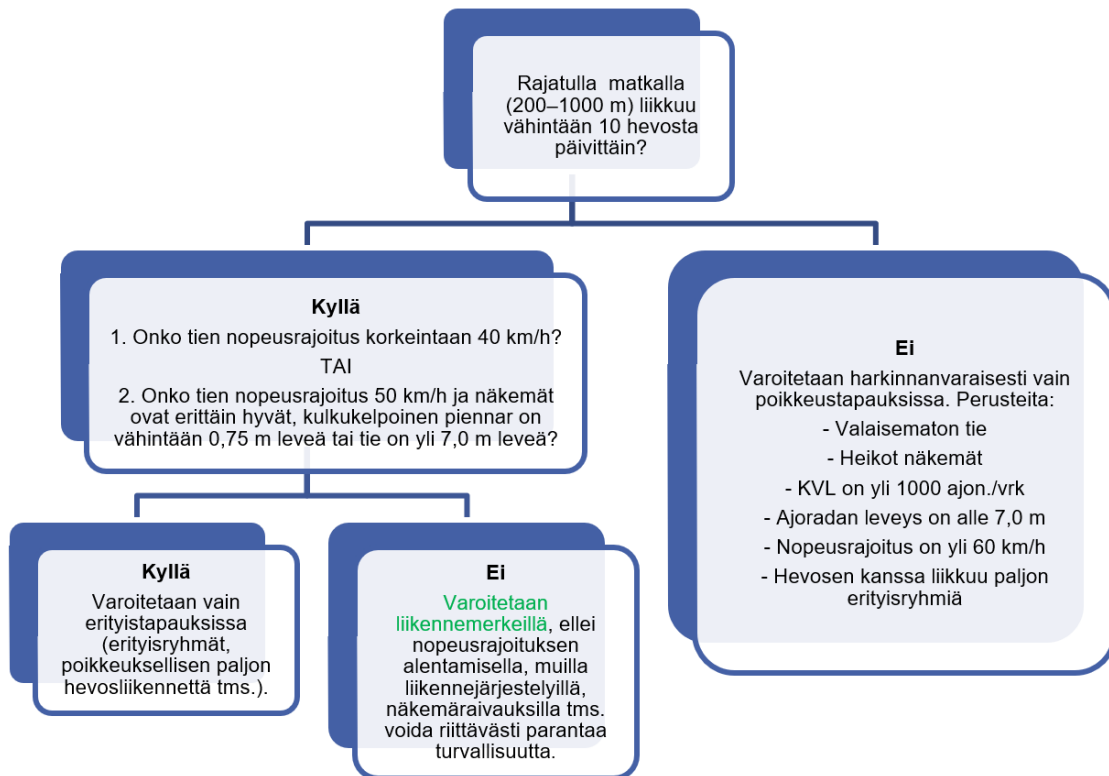 Rajatulla matkalla
(200–1000 m) liikkuu
vähintään 10 hevosta
päivittäin?
Kyllä
1. Onko tien nopeusrajoitus korkeintaan 40 km/h?
TAI
2. Onko tien nopeusrajoitus 50 km/h ja näkemät
ovat erittäin hyvät, kulkukelpoinen piennar on
vähintään 0,75 m leveä tai tie on yli 7,0 m leveä?
Ei
Varoitetaan harkinnanvaraisesti vain
poikkeustapauksissa. Perusteita:
- Valaisematon tie
- Heikot näkemät
- KVL on yli 1000 ajon./vrk
- Ajoradan leveys on alle 7,0 m
- Nopeusrajoitus on yli 60 km/h
- Hevosen kanssa liikkuu paljon
erityisryhmiä
Kyllä
Varoitetaan vain
erityistapauksissa
(erityisryhmät,
poikkeuksellisen paljon
hevosliikennettä tms.).
Ei
Varoitetaan
liikennemerkeillä, ellei
nopeusrajoituksen
alentamisella, muilla
liikennejärjestelyillä,
näkemäraivauksilla tms.
voida riittävästi parantaa
turvallisuutta.